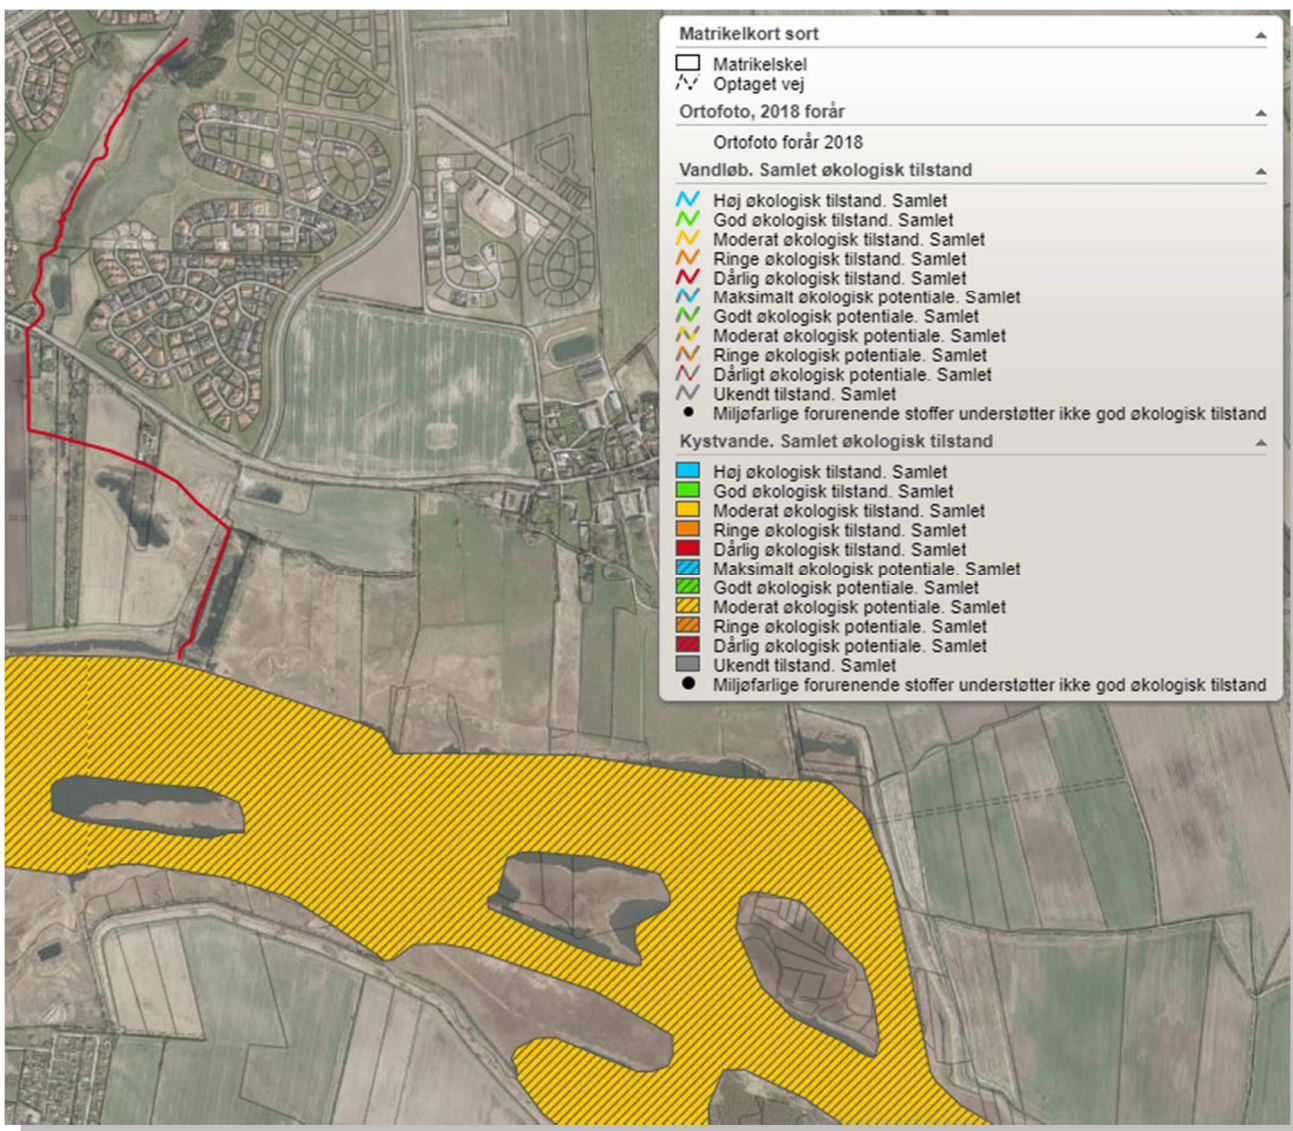 Matrikelkort sort
Matrikelskel
Optaget vej
Ortofoto, 2018 forår
Ortofoto forår 2018
Vandløb. Samlet økologisk tilstand
Høj økologisk tilstand. Samlet
God økologisk tilstand. Samlet
Moderat økologisk tilstand. Samlet
Ringe økologisk tilstand. Samlet
Dårlig økologisk tilstand. Samlet
Maksimalt økologisk potentiale. Samlet
Godt økologisk potentiale. Samlet
Moderat økologisk potentiale. Samlet
Ringe økologisk potentiale. Samlet
Dårligt økologisk potentiale. Samlet
Ukendt tilstand. Samlet
Miljøfarlige forurenende stoffer understøtter ikke god økologisk tilstand
Kystvande. Samlet økologisk tilstand
Høj økologisk tilstand. Samlet
God økologisk tilstand. Samlet
Moderat økologisk tilstand. Samlet
Ringe økologisk tilstand. Samlet
Dårlig økologisk tilstand. Samlet
Maksimalt økologisk potentiale. Samlet
Godt økologisk potentiale. Samlet
Moderat økologisk potentiale. Samlet
Ringe økologisk potentiale. Samlet
Dårlig økologisk potentiale. Samlet
Ukendt tilstand. Samlet
Miljøfarlige forurenende stoffer understøtter ikke god økologisk tilstand